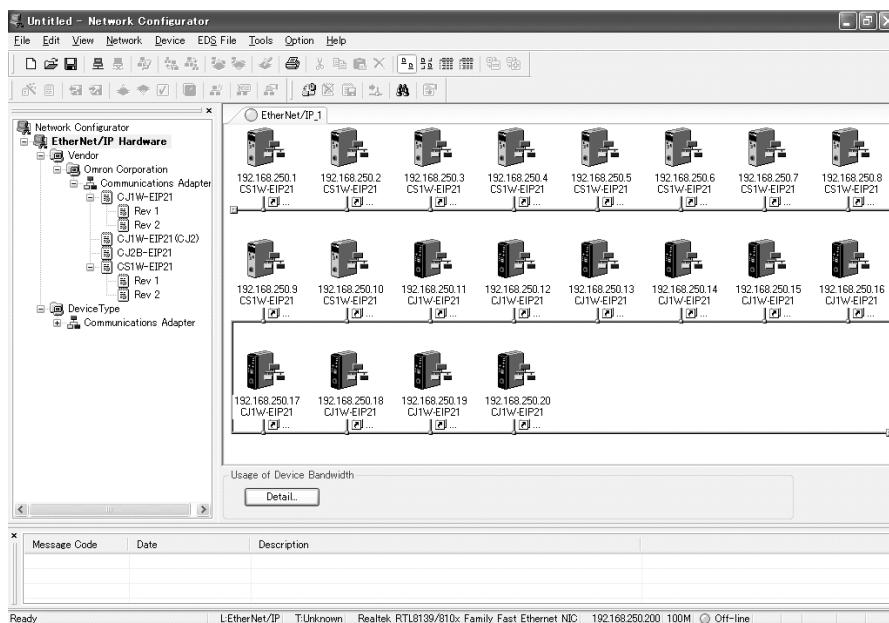 Untitled - Network Configurator
File Edit View Network Device EDS File Tools Option Help
EtherNet/IP_1
Network Configurator
EtherNet/IP Hardware
Vendor
Omron Corporation
Communications Adapter
CJ1W-EIP21
Rev 1
Rev 2
CJ1W-EIP21(CJ2)
CJ2B-EIP21
CS1W-EIP21
Rev 1
Rev 2
DeviceType
Communications Adapter
192.168.250.1 192.168.250.2 192.168.250.3 192.168.250.4 192.168.250.5 192.168.250.6 192.168.250.7 192.168.250.8
CS1W-EIP21 CS1W-EIP21 CS1W-EIP21 CS1W-EIP21 CS1W-EIP21 CS1W-EIP21 CS1W-EIP21 CS1W-EIP21
... ... ... ... ... ... ... ...
192.168.250.9 192.168.250.10 192.168.250.11 192.168.250.12 192.168.250.13 192.168.250.14 192.168.250.15 192.168.250.16
CS1W-EIP21 CS1W-EIP21 CJ1W-EIP21 CJ1W-EIP21 CJ1W-EIP21 CJ1W-EIP21 CJ1W-EIP21 CJ1W-EIP21
... ... ... ... ... ... ... ...
192.168.250.17 192.168.250.18 192.168.250.19 192.168.250.20
CJ1W-EIP21 CJ1W-EIP21 CJ1W-EIP21 CJ1W-EIP21
... ... ... ...
Usage of Device Bandwidth
Detail...
Message Code Date Description
Ready L:EtherNet/IP T:Unknown Realtek RTL8139/810x Family Fast Ethernet NIC 192.168.250.200 100M Off-line